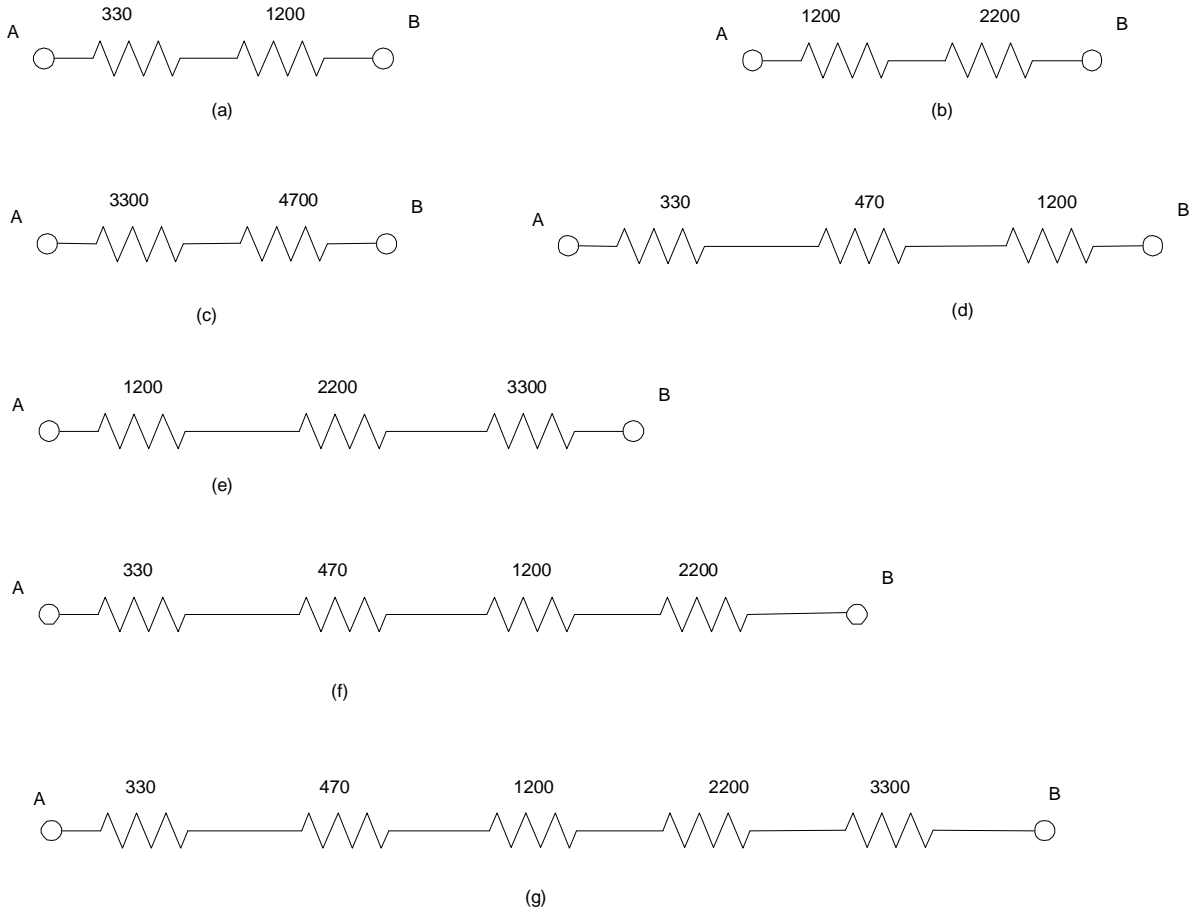 A 330 1200 B
(a)
A 1200 2200 B
(b)
A 3300 4700 B
(c)
A 330 470 1200 B
(d)
A 1200 2200 3300 B
(e)
A 330 470 1200 2200 B
(f)
A 330 470 1200 2200 3300 B
(g)